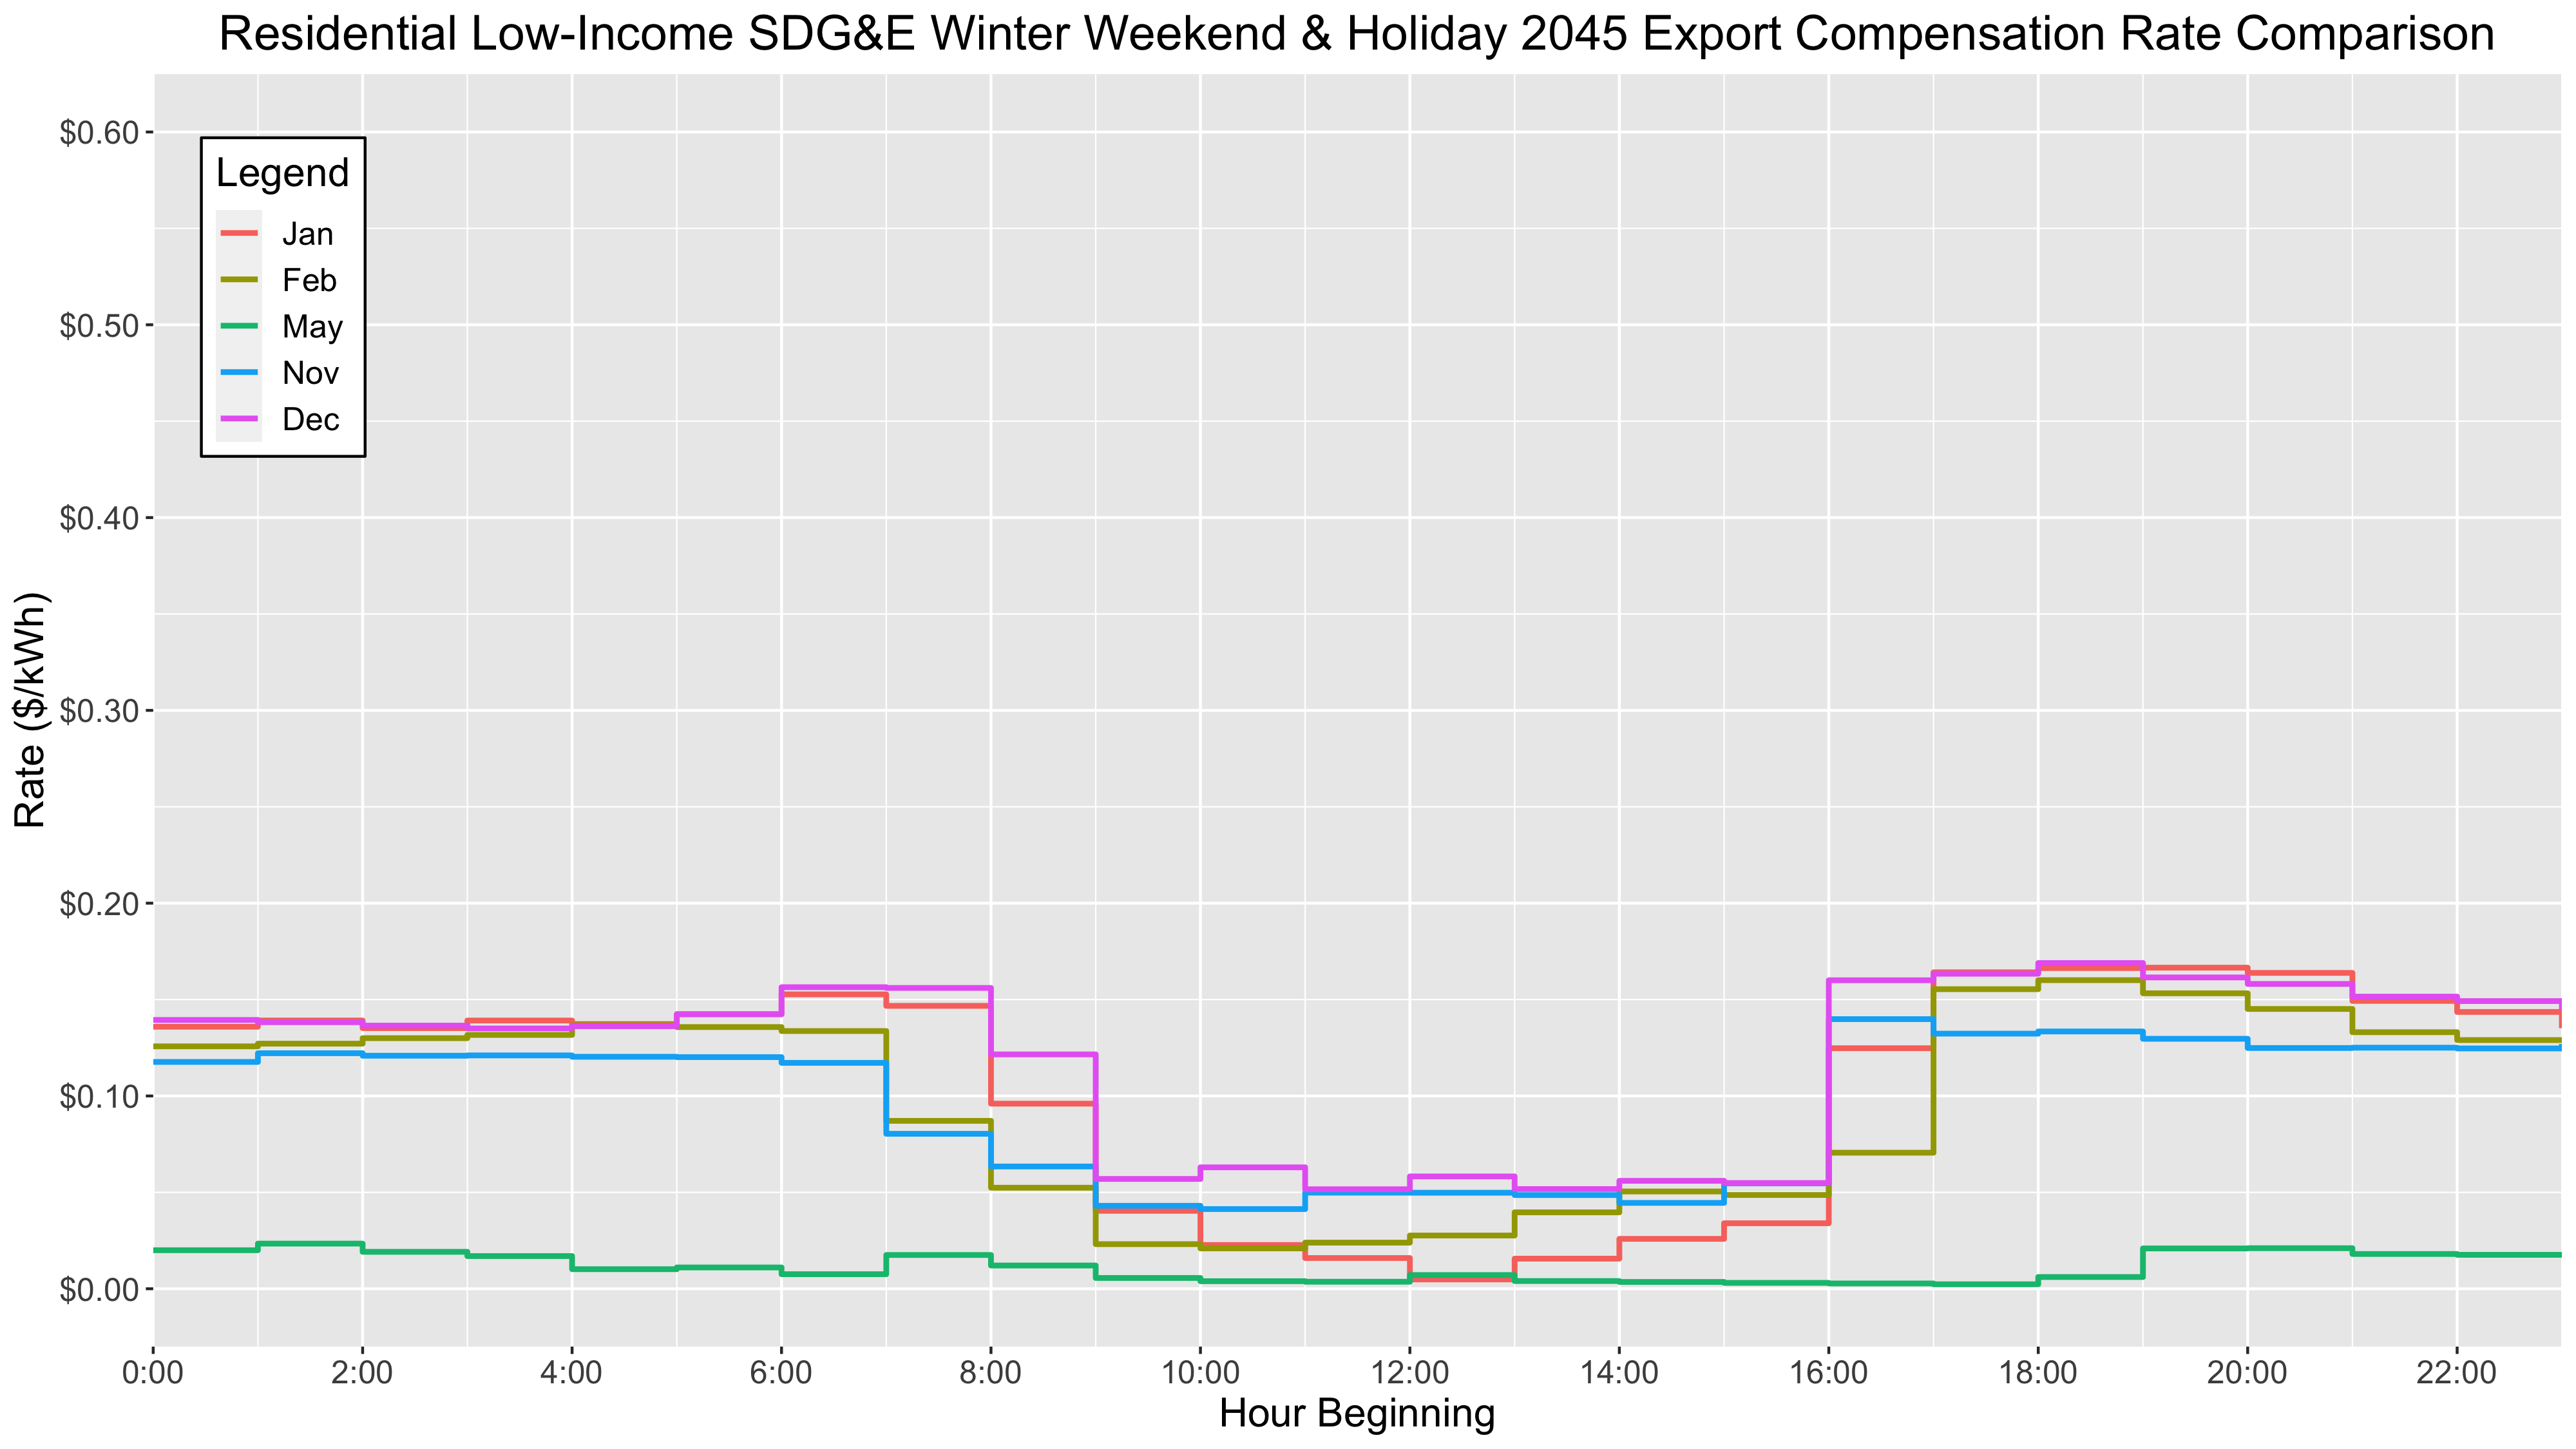 Residential Low-Income SDG&E Winter Weekend & Holiday 2045 Export Compensation Rate Comparison
$0.60
$0.50
$0.40
$0.30
$0.20
$0.10
$0.00
Rate ($/kWh)
Legend
Jan
Feb
May
Nov
Dec
0:00 2:00 4:00 6:00 8:00 10:00 12:00 14:00 16:00 18:00 20:00 22:00
Hour Beginning